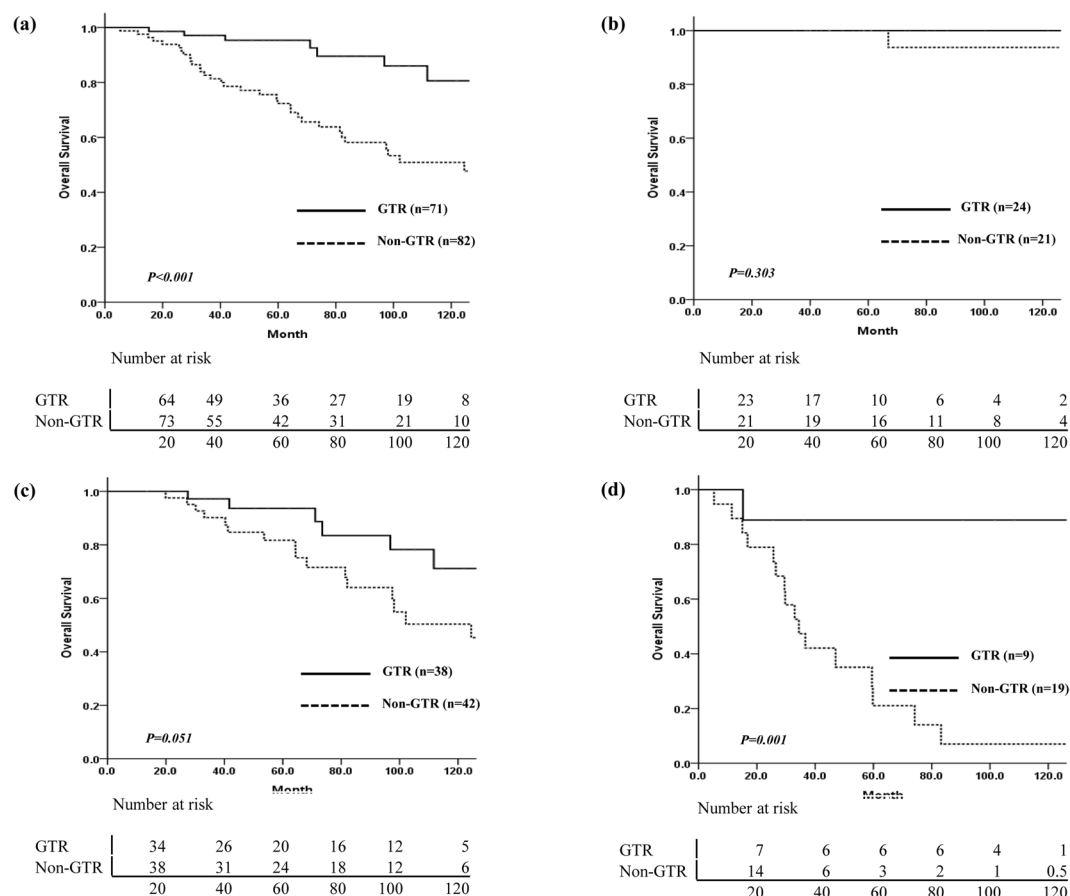 (a)
1.0
0.8
0.6
0.4
0.2
0.0
Overall Survival
GTR (n=71)
Non-GTR (n=82)
P<0.001
0.0 20.0 40.0 60.0 80.0 100.0 120.0
Month
Number at risk
GTR 64 49 36 27 19 8
Non-GTR 73 55 42 31 21 10
20 40 60 80 100 120
(b)
1.0
0.8
0.6
0.4
0.2
0.0
Overall Survival
GTR (n=24)
Non-GTR (n=21)
P=0.303
0.0 20.0 40.0 60.0 80.0 100.0 120.0
Month
Number at risk
GTR 23 17 10 6 4 2
Non-GTR 21 19 16 11 8 4
20 40 60 80 100 120
(c)
1.0
0.8
0.6
0.4
0.2
0.0
Overall Survival
GTR (n=38)
Non-GTR (n=42)
P=0.051
0.0 20.0 40.0 60.0 80.0 100.0 120.0
Month
Number at risk
GTR 34 26 20 16 12 5
Non-GTR 38 31 24 18 12 6
20 40 60 80 100 120
(d)
1.0
0.8
0.6
0.4
0.2
0.0
Overall Survival
GTR (n=9)
Non-GTR (n=19)
P=0.001
0.0 20.0 40.0 60.0 80.0 100.0 120.0
Month
Number at risk
GTR 7 6 6 6 4 1
Non-GTR 14 6 3 2 1 0.5
20 40 60 80 100 120